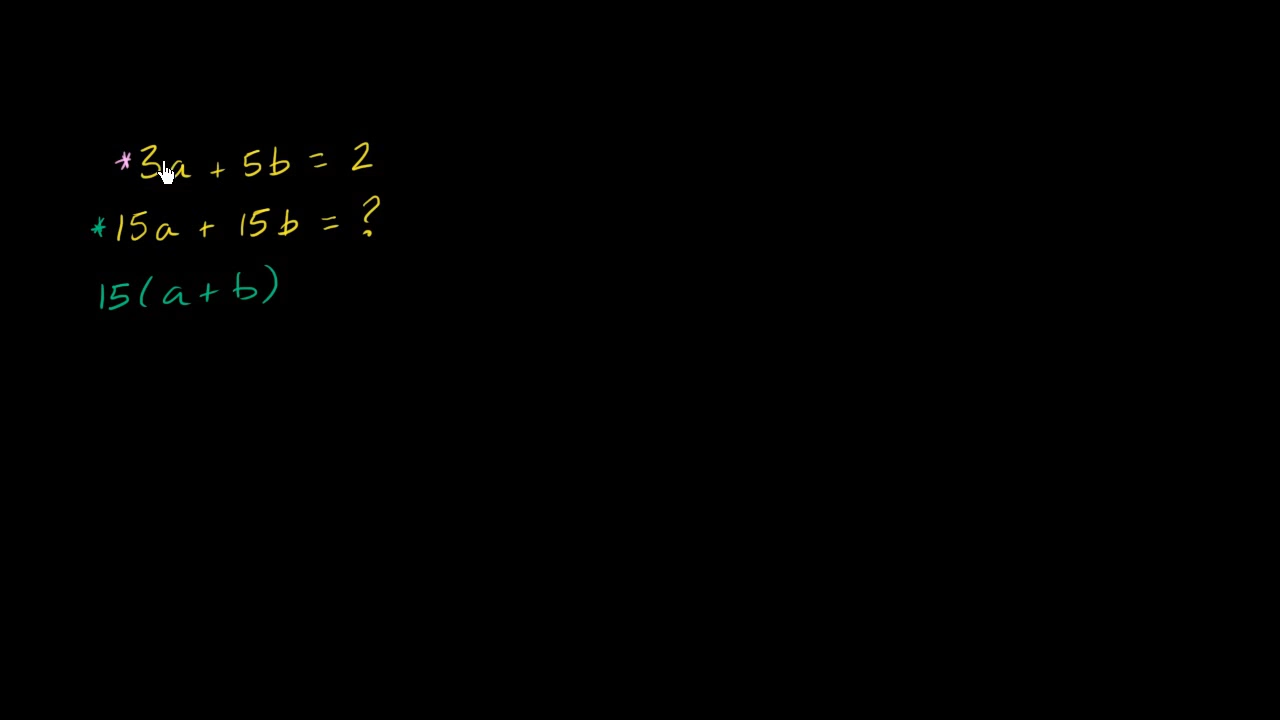 *3a + 5b = 2
*15a + 15b = ?
15(a + b)